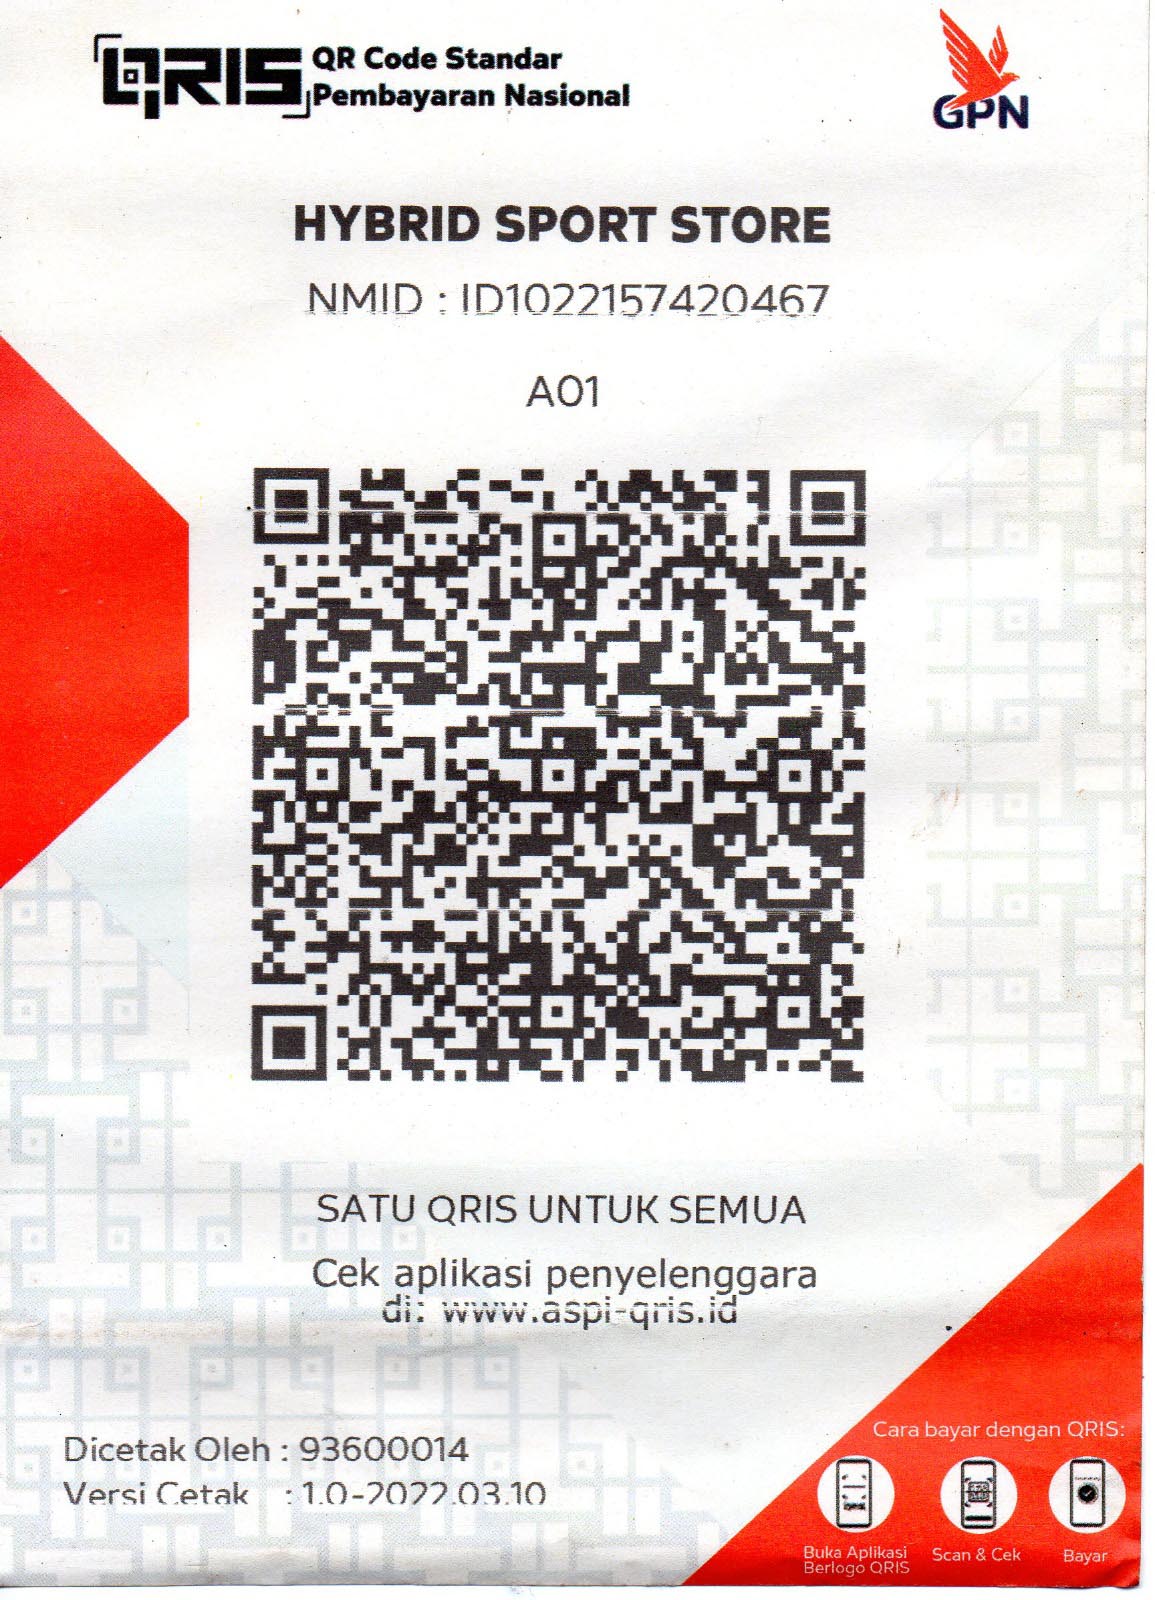 QRIS
QR Code Standar
Pembayaran Nasional
GPN
HYBRID SPORT STORE
NMID : ID1022157420467
A01
SATU QRIS UNTUK SEMUA
Cek aplikasi penyelenggara
di: www.aspi-qris.id
Dicetak Oleh : 93600014
Versi Cetak : 1.0-2022.03.10
Cara bayar dengan QRIS:
Buka Aplikasi
Berlogo QRIS
Scan & Cek
Bayar